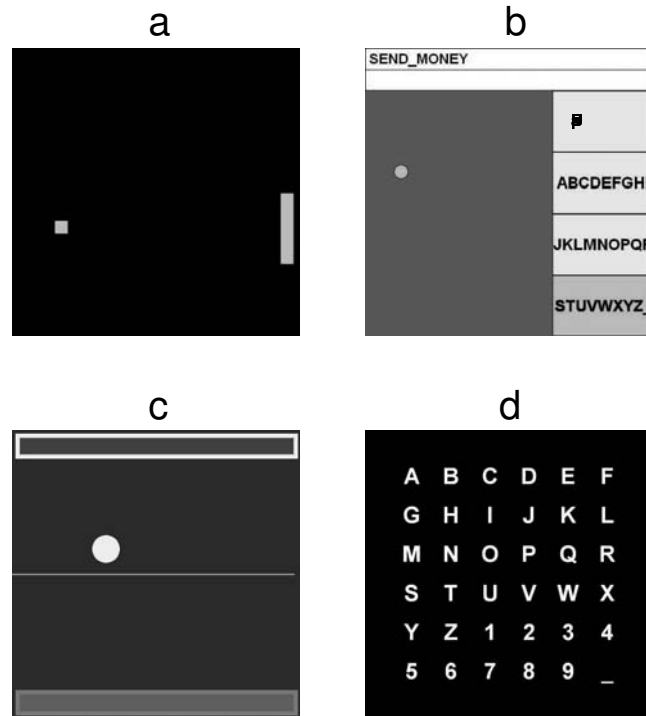 a
b
SEND_MONEY
ABCDEFGH
JKLMNOPQ
STUVWXYZ_
c
d
A B C D E F
G H I J K L
M N O P Q R
S T U V W X
Y Z 1 2 3 4
5 6 7 8 9 _